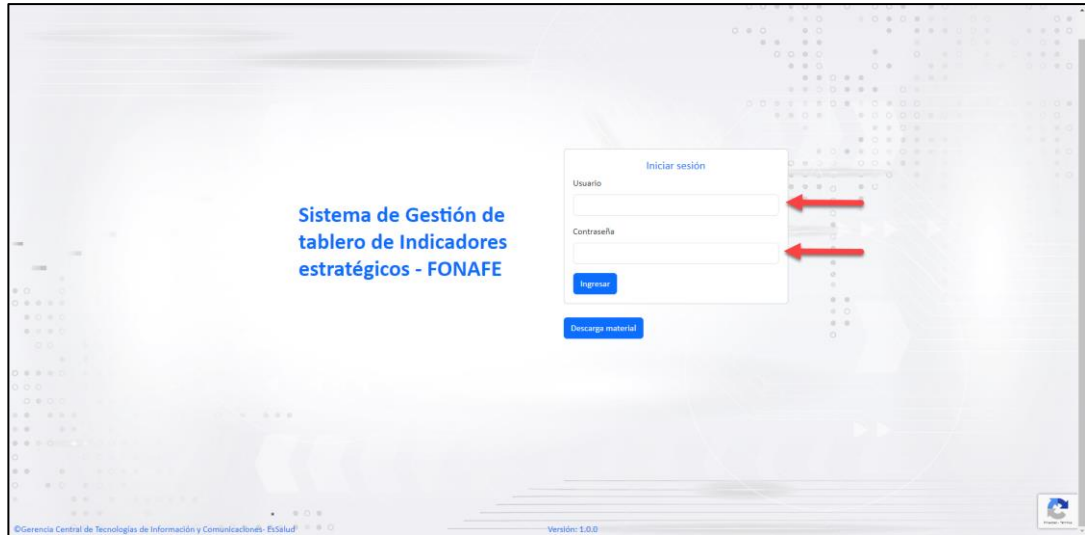 Iniciar sesión
Usuario
Sistema de Gestión de
tablero de Indicadores
estratégicos - FONAFE
Contraseña
Ingresar
Descarga material
©Gerencia Central de Tecnologías de Información y Comunicaciones- EsSalud
Versión: 1.0.0